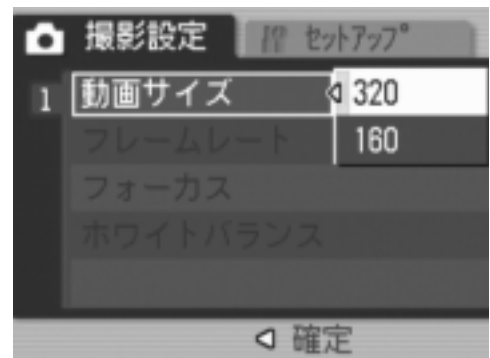 撮影設定 セットアップ
1 動画サイズ 320
フレームレート 160
フォーカス
ホワイトバランス
確定